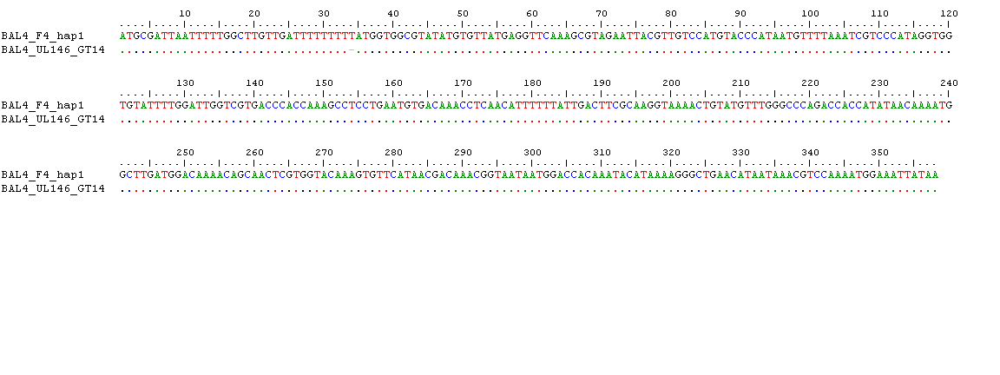 10 20 30 40 50 60 70 80 90 100 110 120
....|....|....|....|....|....|....|....|....|....|....|....|....|....|....|....|....|....|....|....|....|....|....|....|
BAL4_F4_hap1 ATGCGATTAATTTTTGGCTTGTTGATTTTTTTTTATGGTGGCGTATATGTGTTATGAGGTTCAAAGCGTAGAATTACGTTGTCCATGTACCCATAATGTTTTAAATCGTCCCATAGGTGG
BAL4_UL146_GT14 .................................-......................................................................................
130 140 150 160 170 180 190 200 210 220 230 240
....|....|....|....|....|....|....|....|....|....|....|....|....|....|....|....|....|....|....|....|....|....|....|....|
BAL4_F4_hap1 TGTATTTTGGATTGGTCGTGACCCACCAAAGCCTCCTGAATGTGACAAACCTCAACATTTTTTATTGACTTCGCAAGGTAAAACTGTATGTTTGGGCCCAGACCACCATATAACAAAATG
BAL4_UL146_GT14 ........................................................................................................................
250 260 270 280 290 300 310 320 330 340 350
....|....|....|....|....|....|....|....|....|....|....|....|....|....|....|....|....|....|....|....|....|....|....|...
BAL4_F4_hap1 GCTTGATGGACAAAACAGCAACTCGTGGTACAAAGTGTTCATAACGACAAACGGTAATAATGGACCACAAATACATAAAAGGGCTGAACATAATAAACGTCCAAAATGGAAATTATAA
BAL4_UL146_GT14 ......................................................................................................................